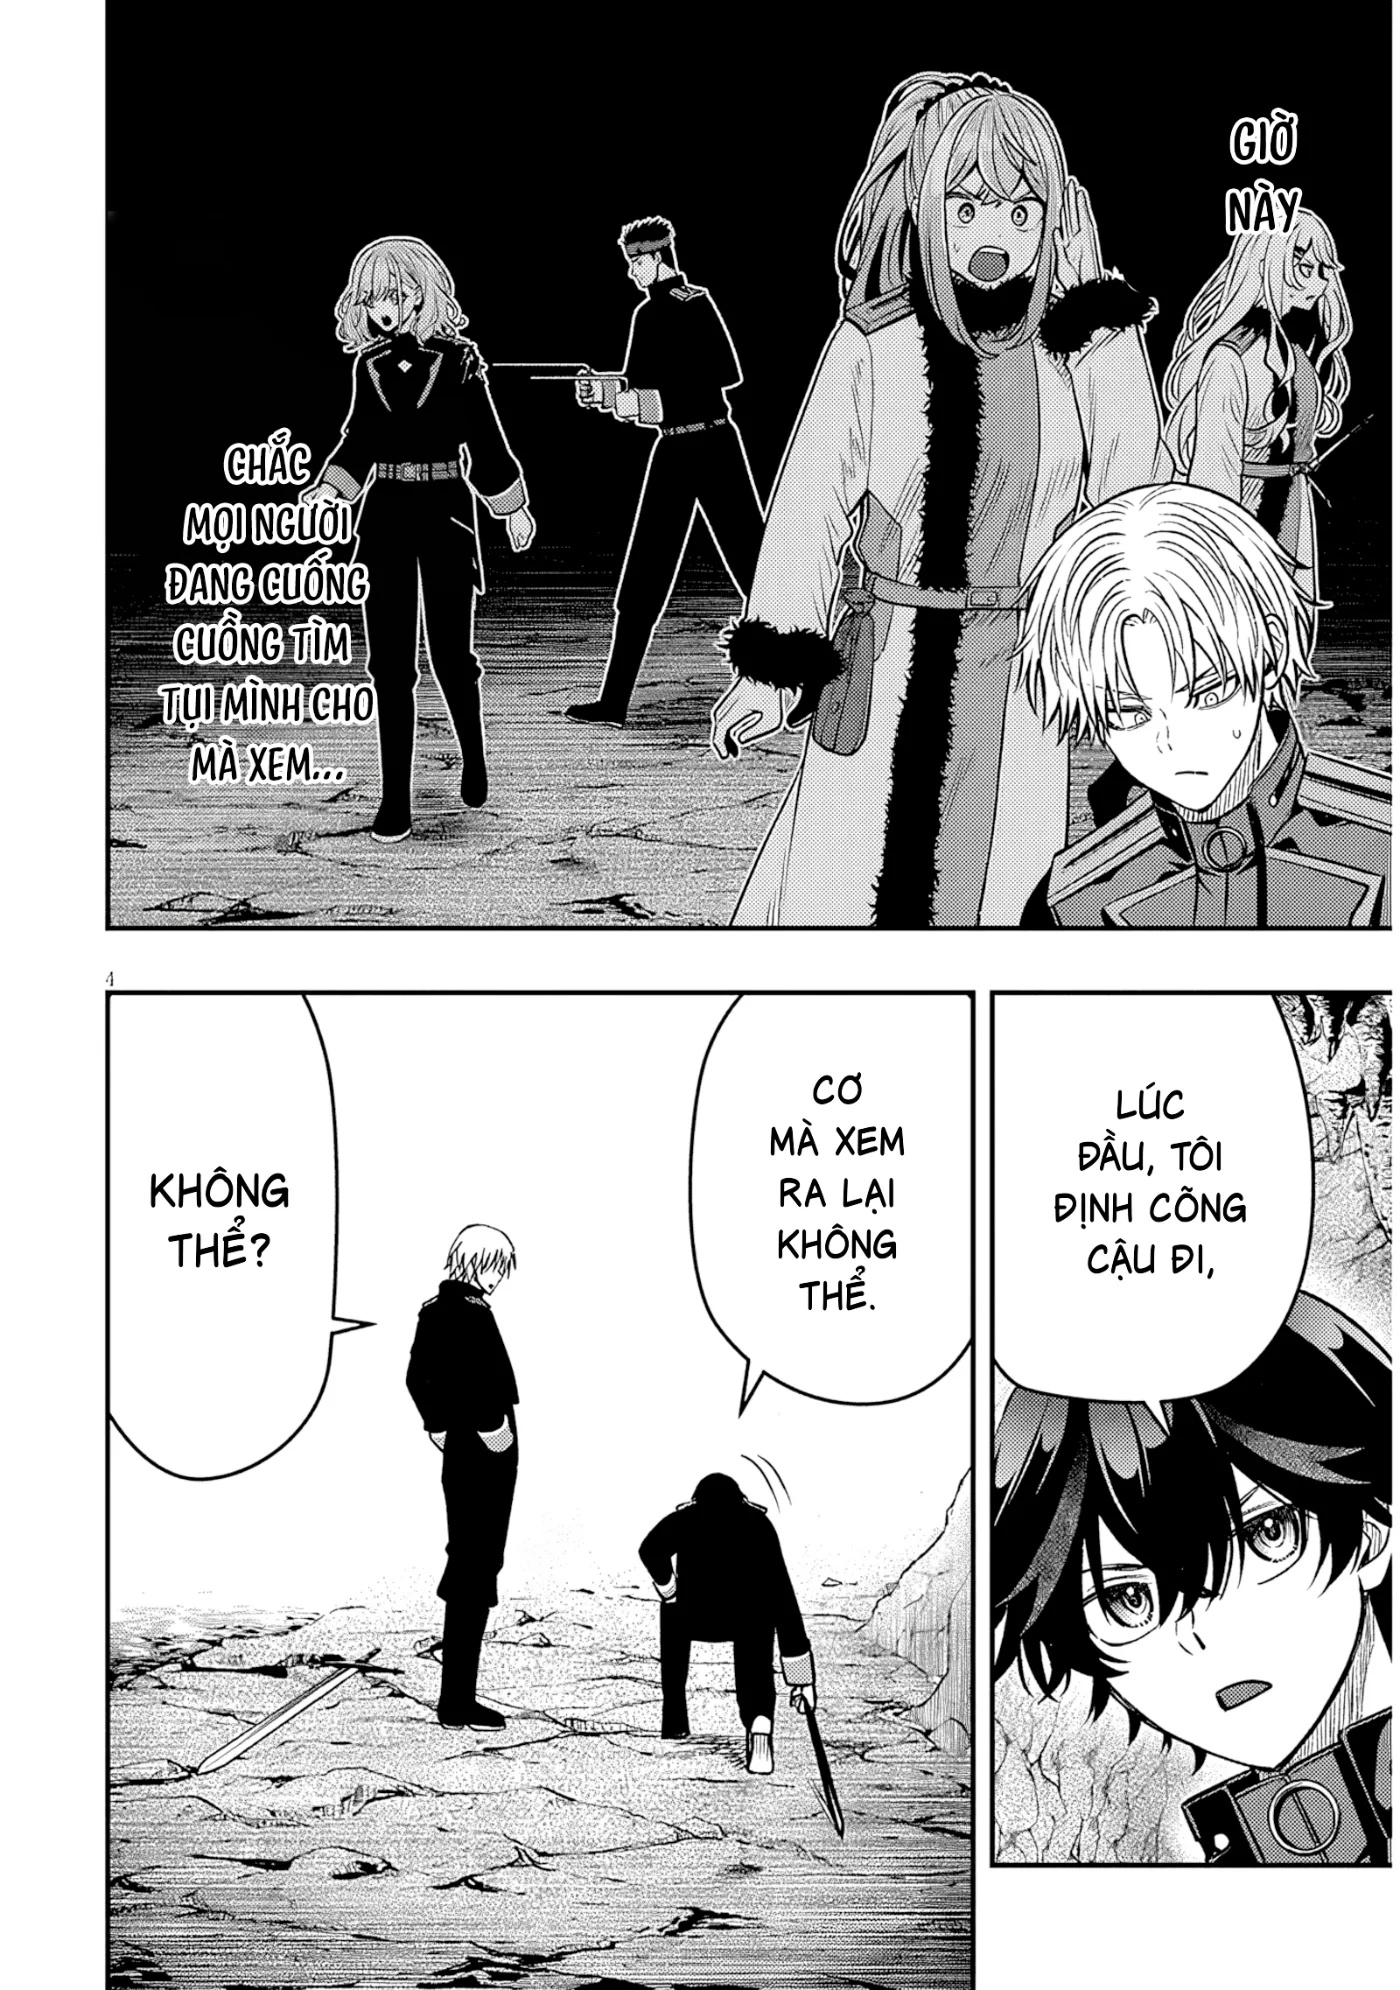 GIỜ
NÀY
CHẮC
MỌI NGƯỜI
ĐANG CUỐNG
CUỒNG TÌM
TỤI MÌNH CHO
MÀ XEM...
4
LÚC
ĐẦU, TÔI
ĐỊNH CÕNG
CẬU ĐI,
CƠ
MÀ XEM
RA LẠI
KHÔNG
THỂ.
KHÔNG
THỂ?